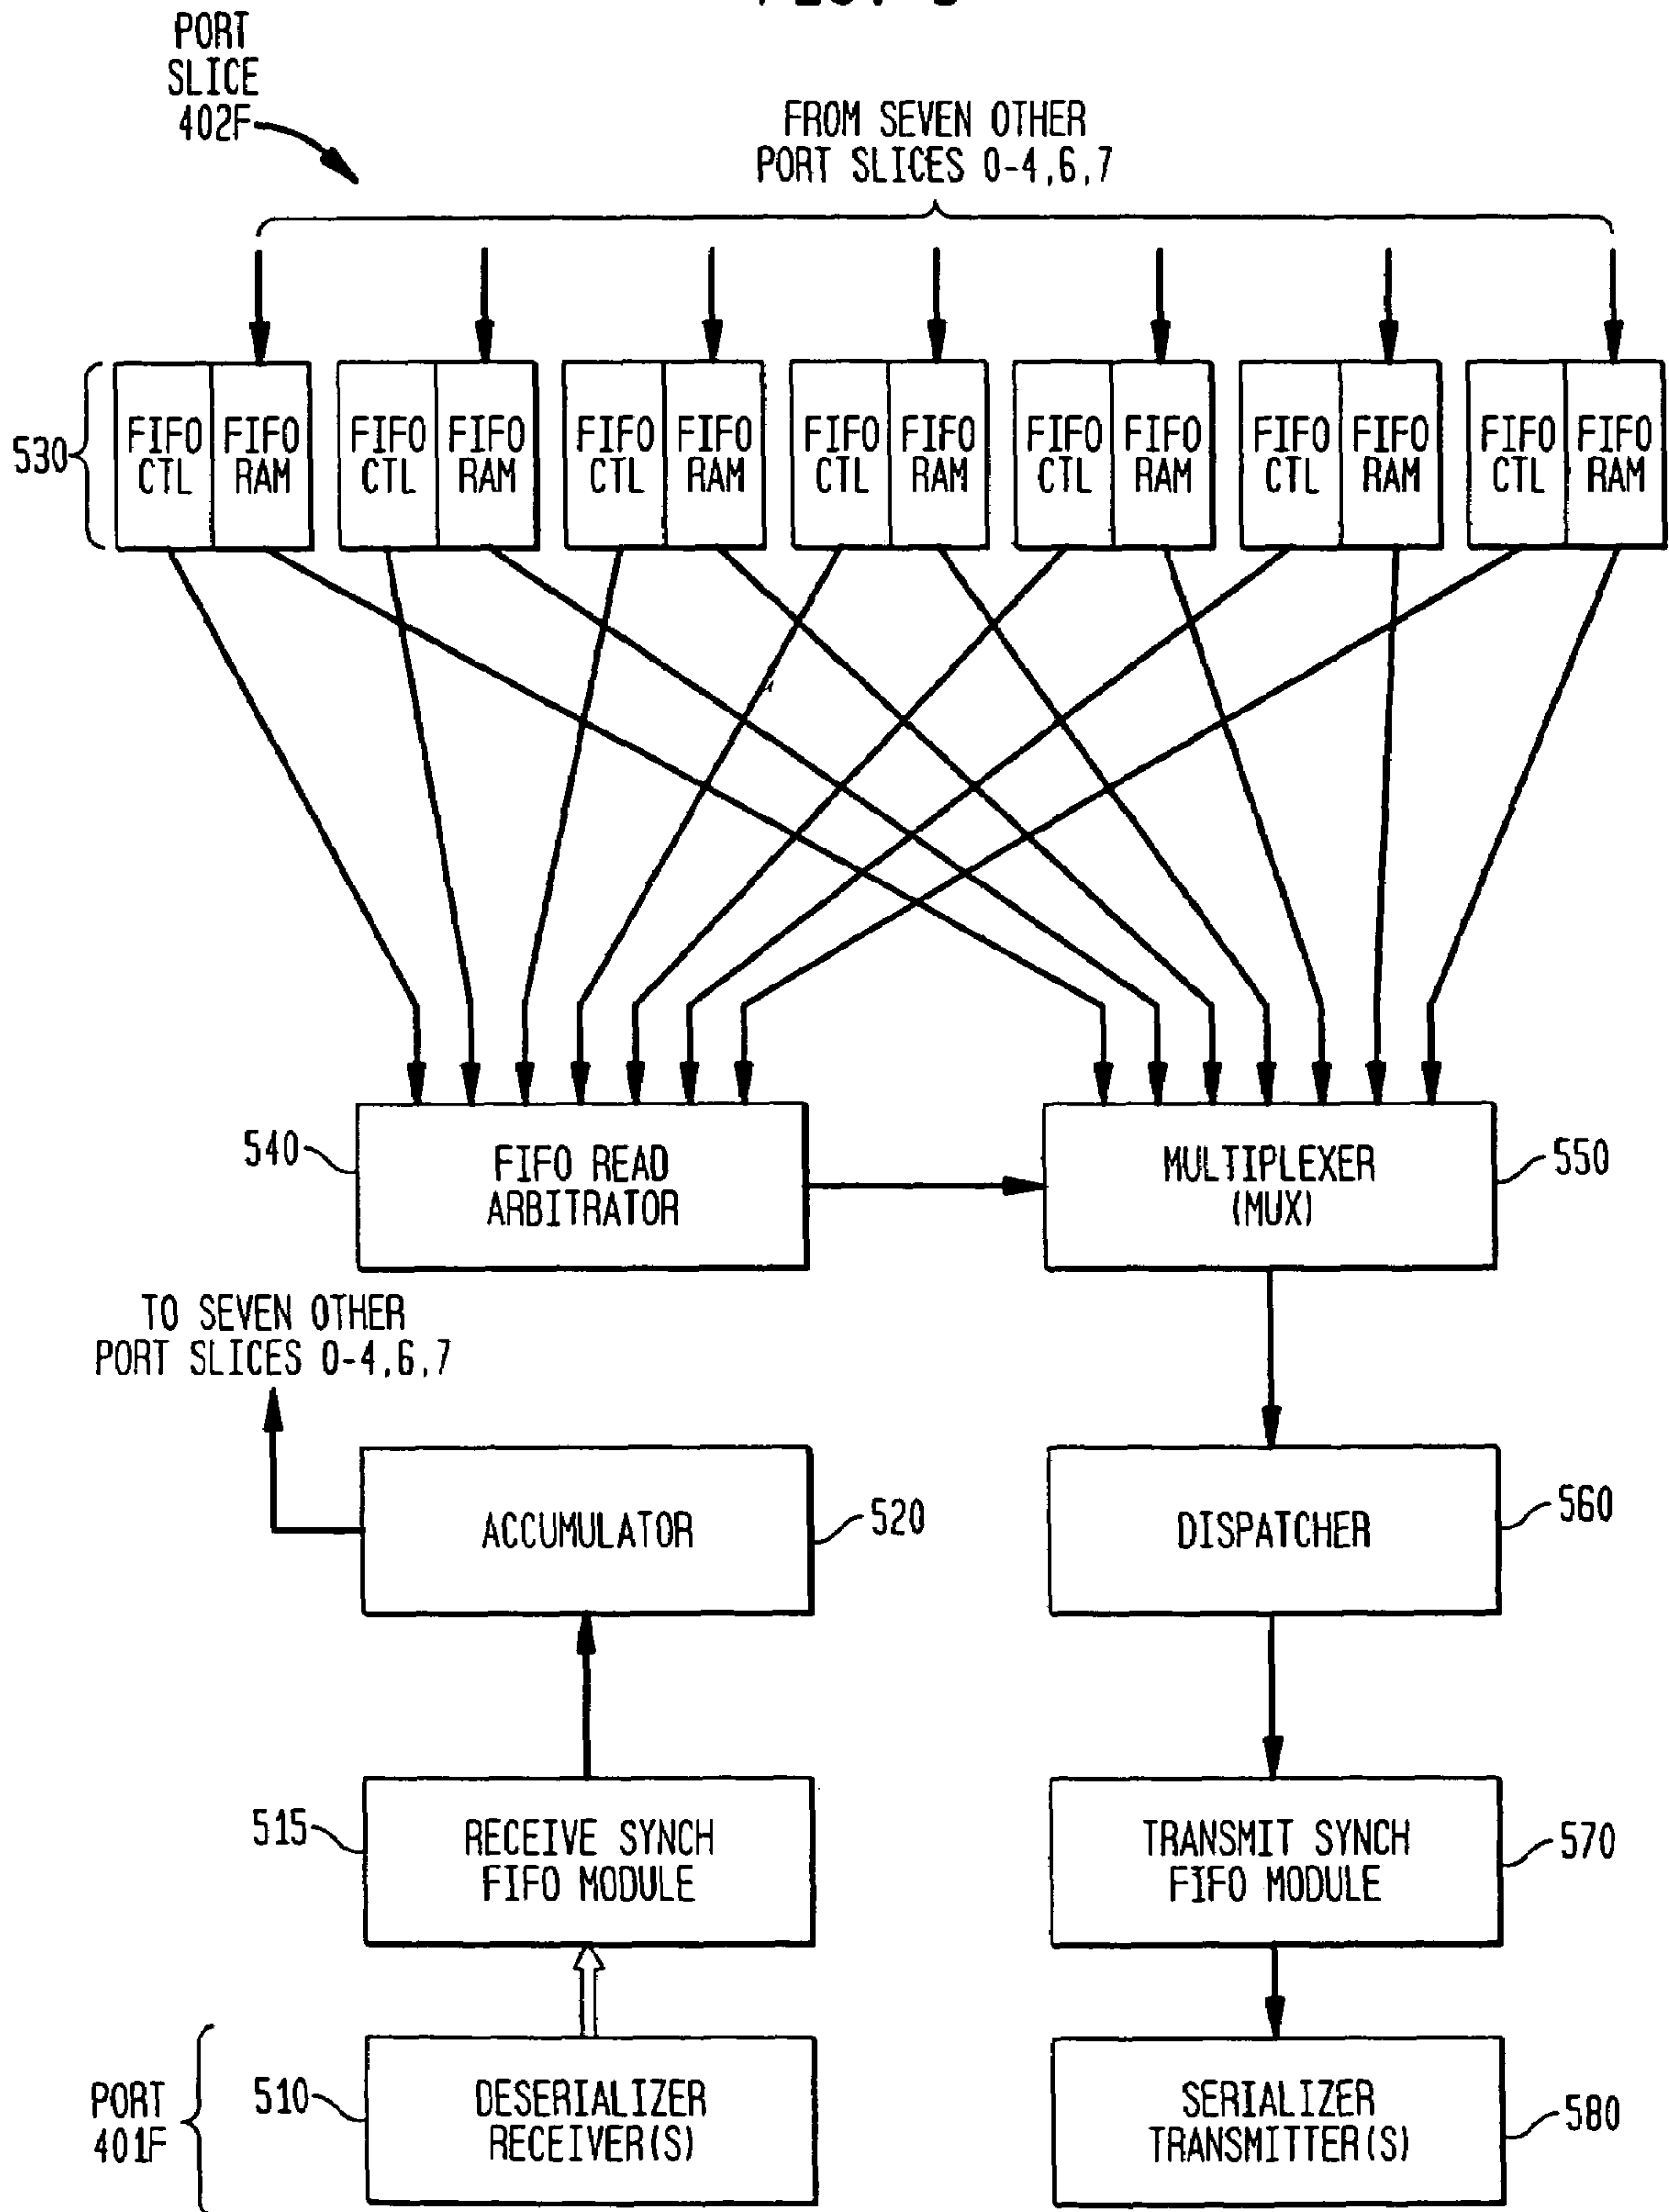 PORT
SLICE
402F
FROM SEVEN OTHER
PORT SLICES 0-4,6,7
530
FIFO CTL FIFO RAM FIFO CTL FIFO RAM FIFO CTL FIFO RAM FIFO CTL FIFO RAM FIFO CTL FIFO RAM FIFO CTL FIFO RAM FIFO CTL FIFO RAM
540
FIFO READ
ARBITRATOR
MULTIPLEXER
(MUX)
550
TO SEVEN OTHER
PORT SLICES 0-4,6,7
ACCUMULATOR
520
DISPATCHER
560
515
RECEIVE SYNCH
FIFO MODULE
TRANSMIT SYNCH
FIFO MODULE
570
PORT
401F
510
DESERIALIZER
RECEIVER(S)
SERIALIZER
TRANSMITTER(S)
580